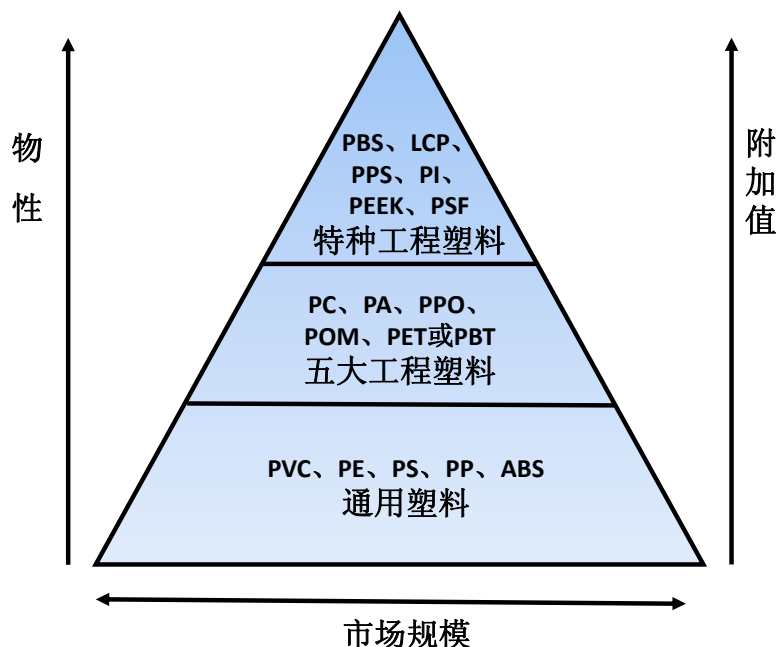 物
性
PBS、LCP、
PPS、PI、
PEEK、PSF
特种工程塑料
PC、PA、PPO、
POM、PET或PBT
五大工程塑料
PVC、PE、PS、PP、ABS
通用塑料
附
加
值
市场规模